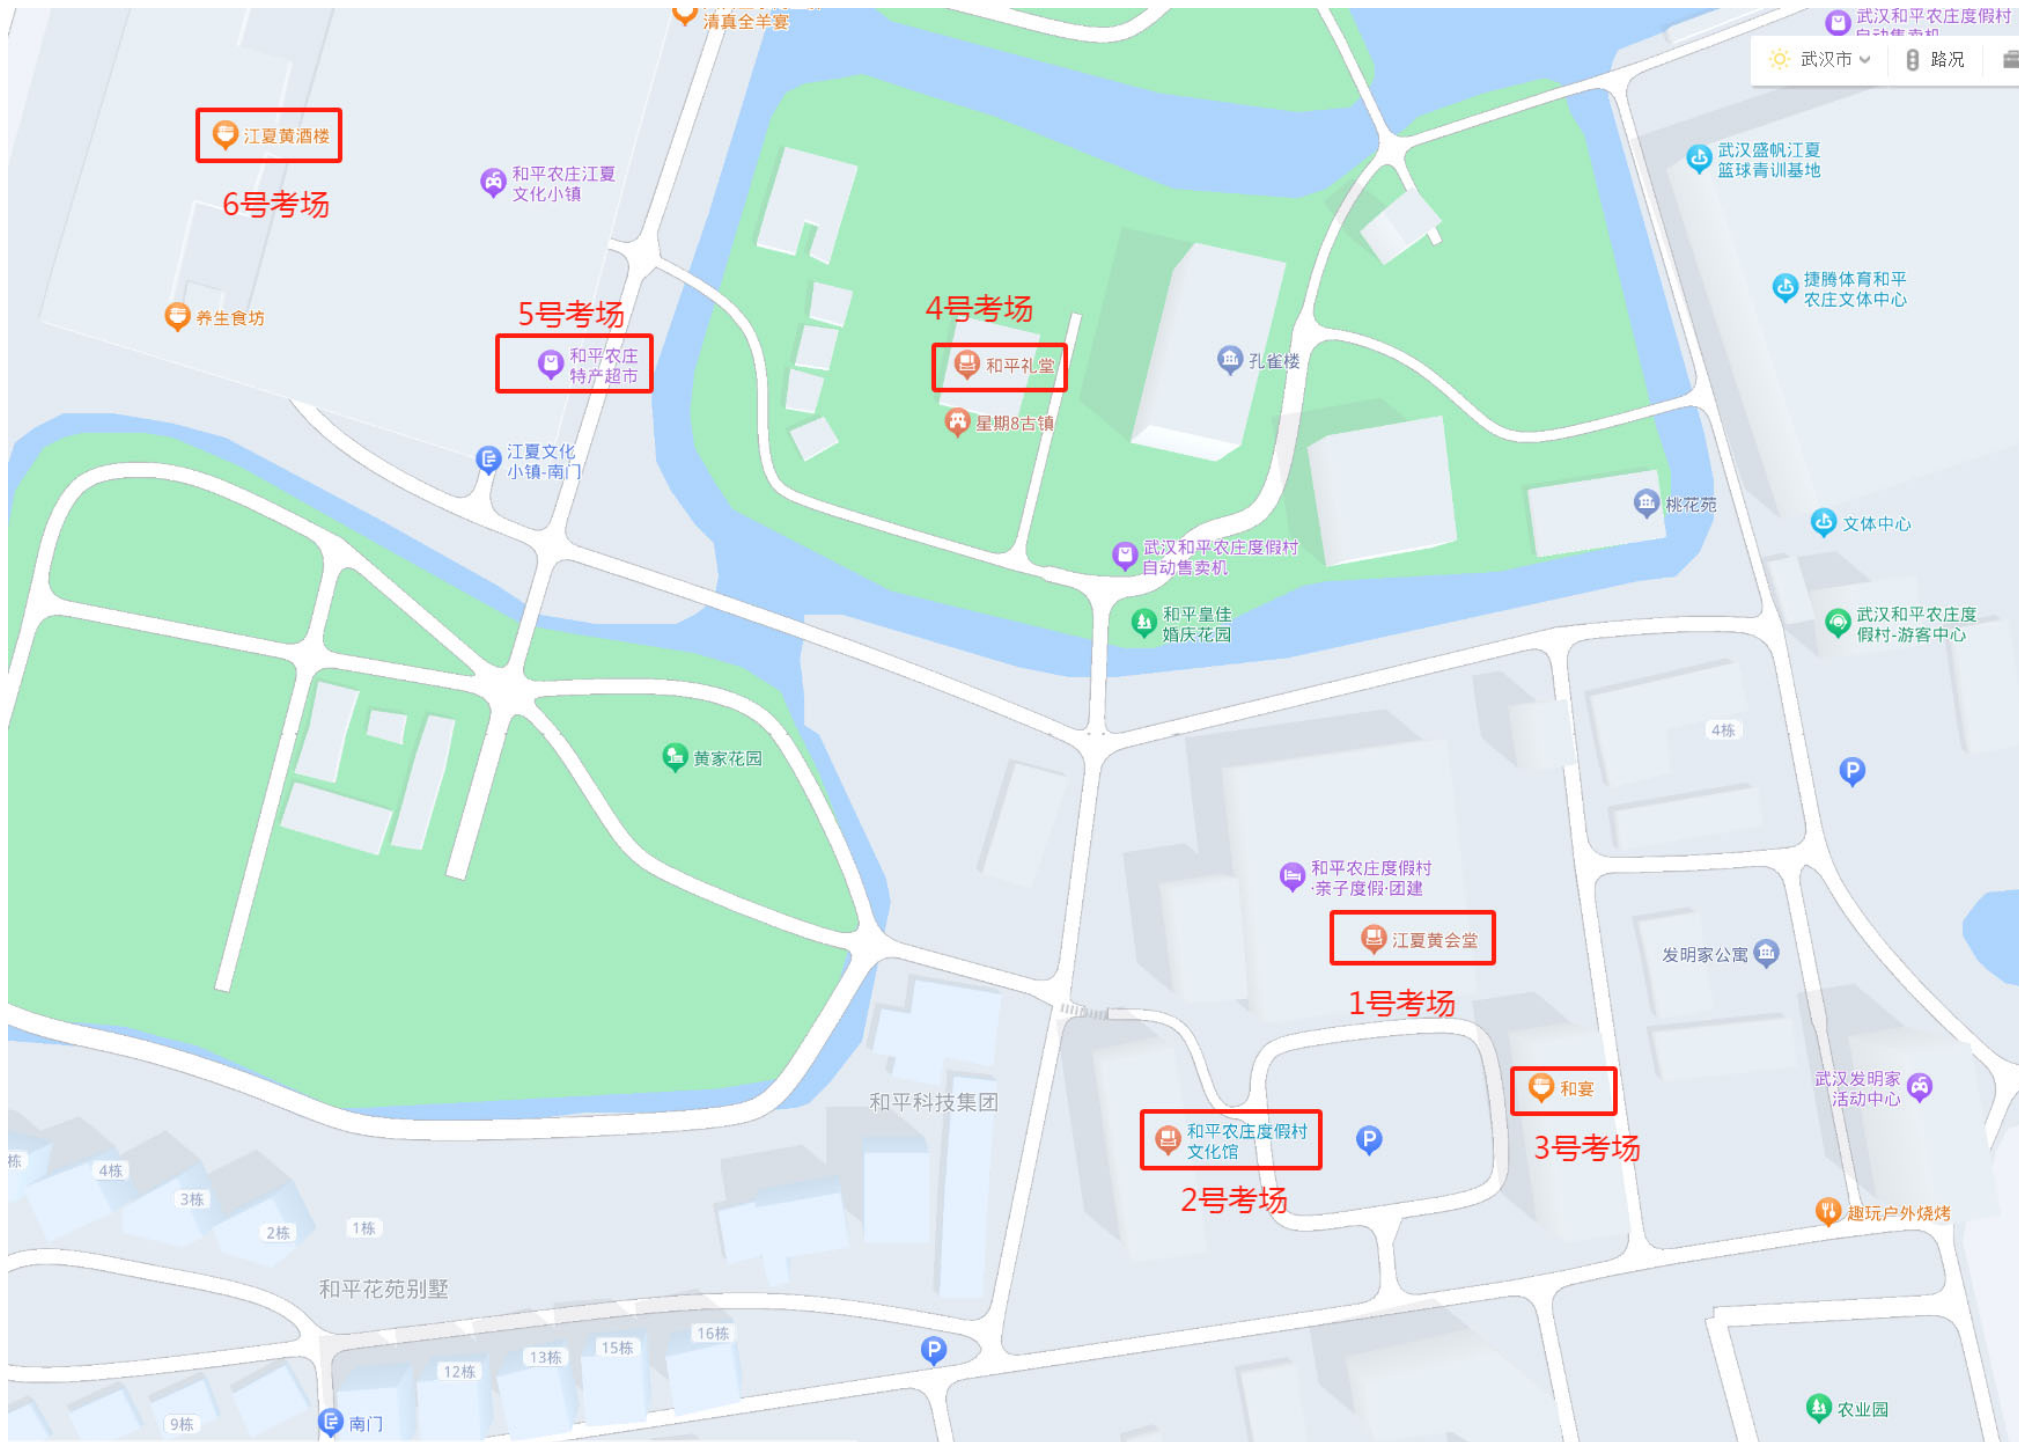 清真全羊宴
武汉和平农庄度假村
自动售卖机
武汉市
路况
江夏黄酒楼
6号考场
和平农庄江夏
文化小镇
武汉盛帆江夏
篮球青训基地
养生食坊
5号考场
和平农庄
特产超市
4号考场
和平礼堂
星期8古镇
孔雀楼
捷腾体育和平
农庄文体中心
江夏文化
小镇-南门
桃花苑
文体中心
武汉和平农庄度假村
自动售卖机
和平皇佳
婚庆花园
武汉和平农庄度
假村-游客中心
黄家花园
4栋
P
和平农庄度假村
·亲子度假·团建
江夏黄会堂
1号考场
发明家公寓
和平科技集团
和宴
3号考场
武汉发明家
活动中心
和平农庄度假村
文化馆
2号考场
P
栋
4栋
3栋
2栋
1栋
趣玩户外烧烤
和平花苑别墅
16栋
15栋
13栋
12栋
P
9栋
南门
农业园